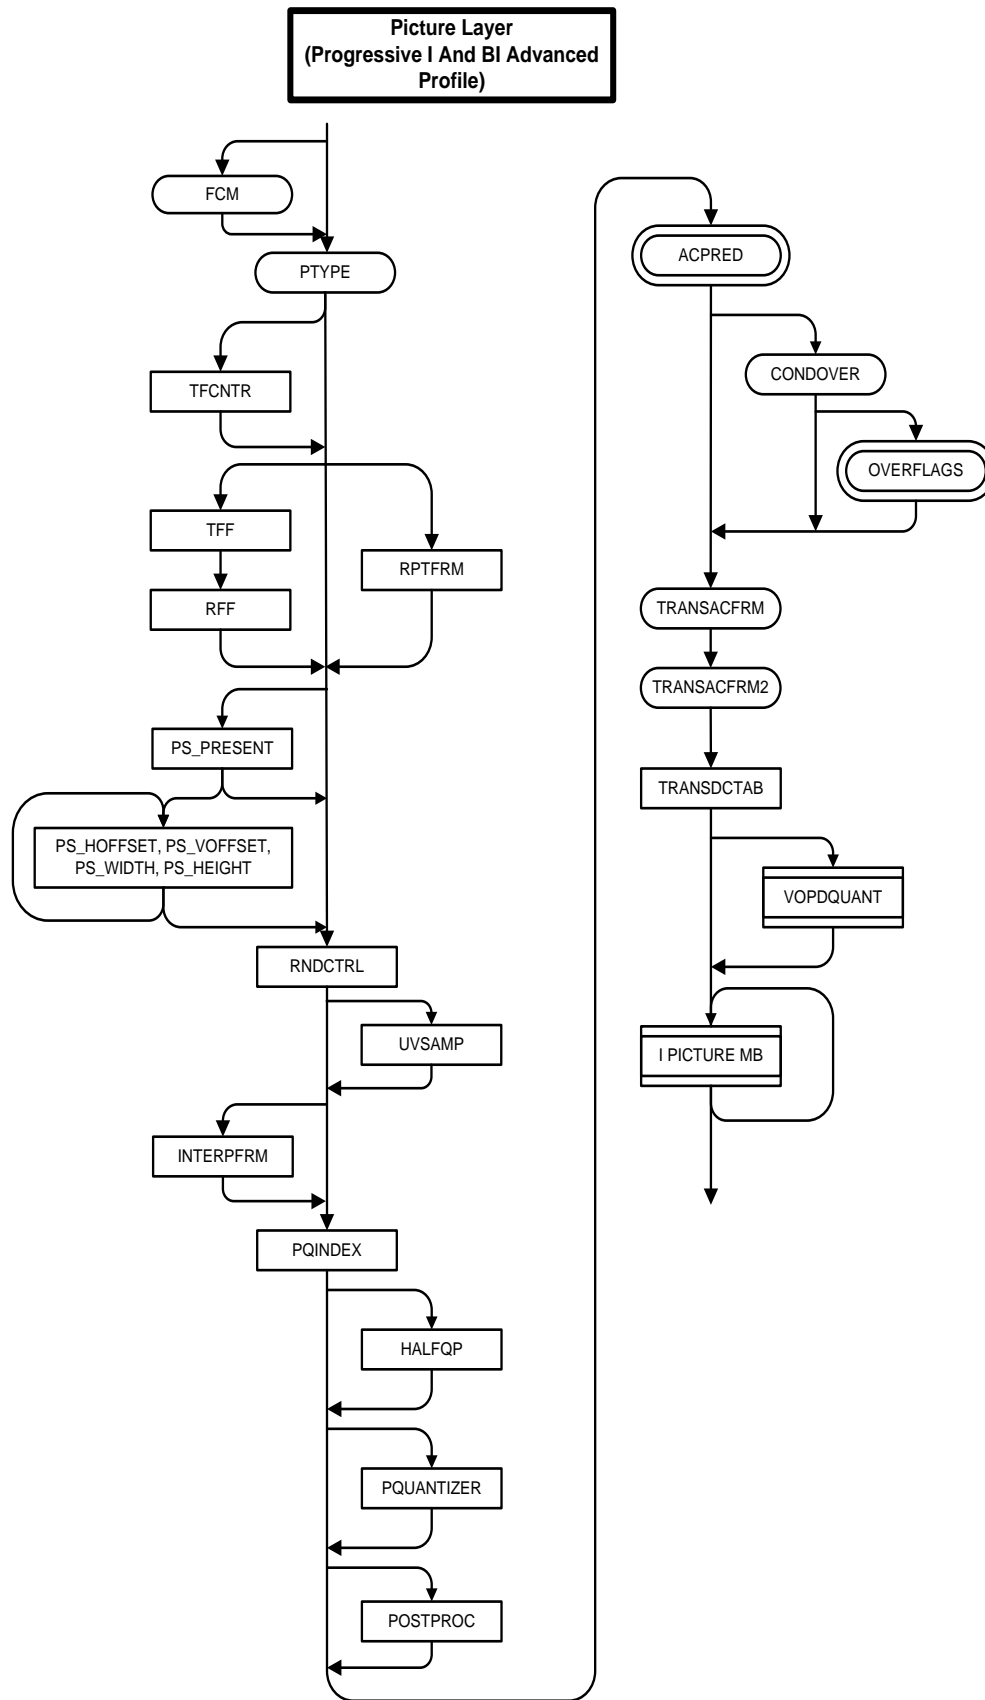 Picture Layer
(Progressive I And BI Advanced
Profile)
FCM
PTYPE
TFCNTR
TFF
RPTFRM
RFF
PS_PRESENT
PS_HOFFSET, PS_VOFFSET,
PS_WIDTH, PS_HEIGHT
RNDCTRL
UVSAMP
INTERPFRM
PQINDEX
HALFQP
PQUANTIZER
POSTPROC
ACPRED
CONDOVER
OVERFLAGS
TRANSACFRM
TRANSACFRM2
TRANSDCTAB
VOPDQUANT
I PICTURE MB